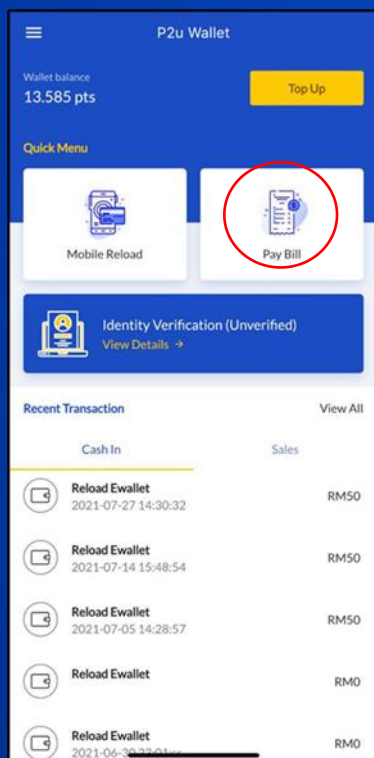 P2u Wallet
Wallet balance
13.585 pts
Top Up
Quick Menu
Mobile Reload
Pay Bill
Identity Verification (Unverified)
View Details →
Recent Transaction
View All
Cash In
Sales
Reload Ewallet
2021-07-27 14:30:32
RM50
Reload Ewallet
2021-07-14 15:48:54
RM50
Reload Ewallet
2021-07-05 14:28:57
RM50
Reload Ewallet
RM0
Reload Ewallet
RM0